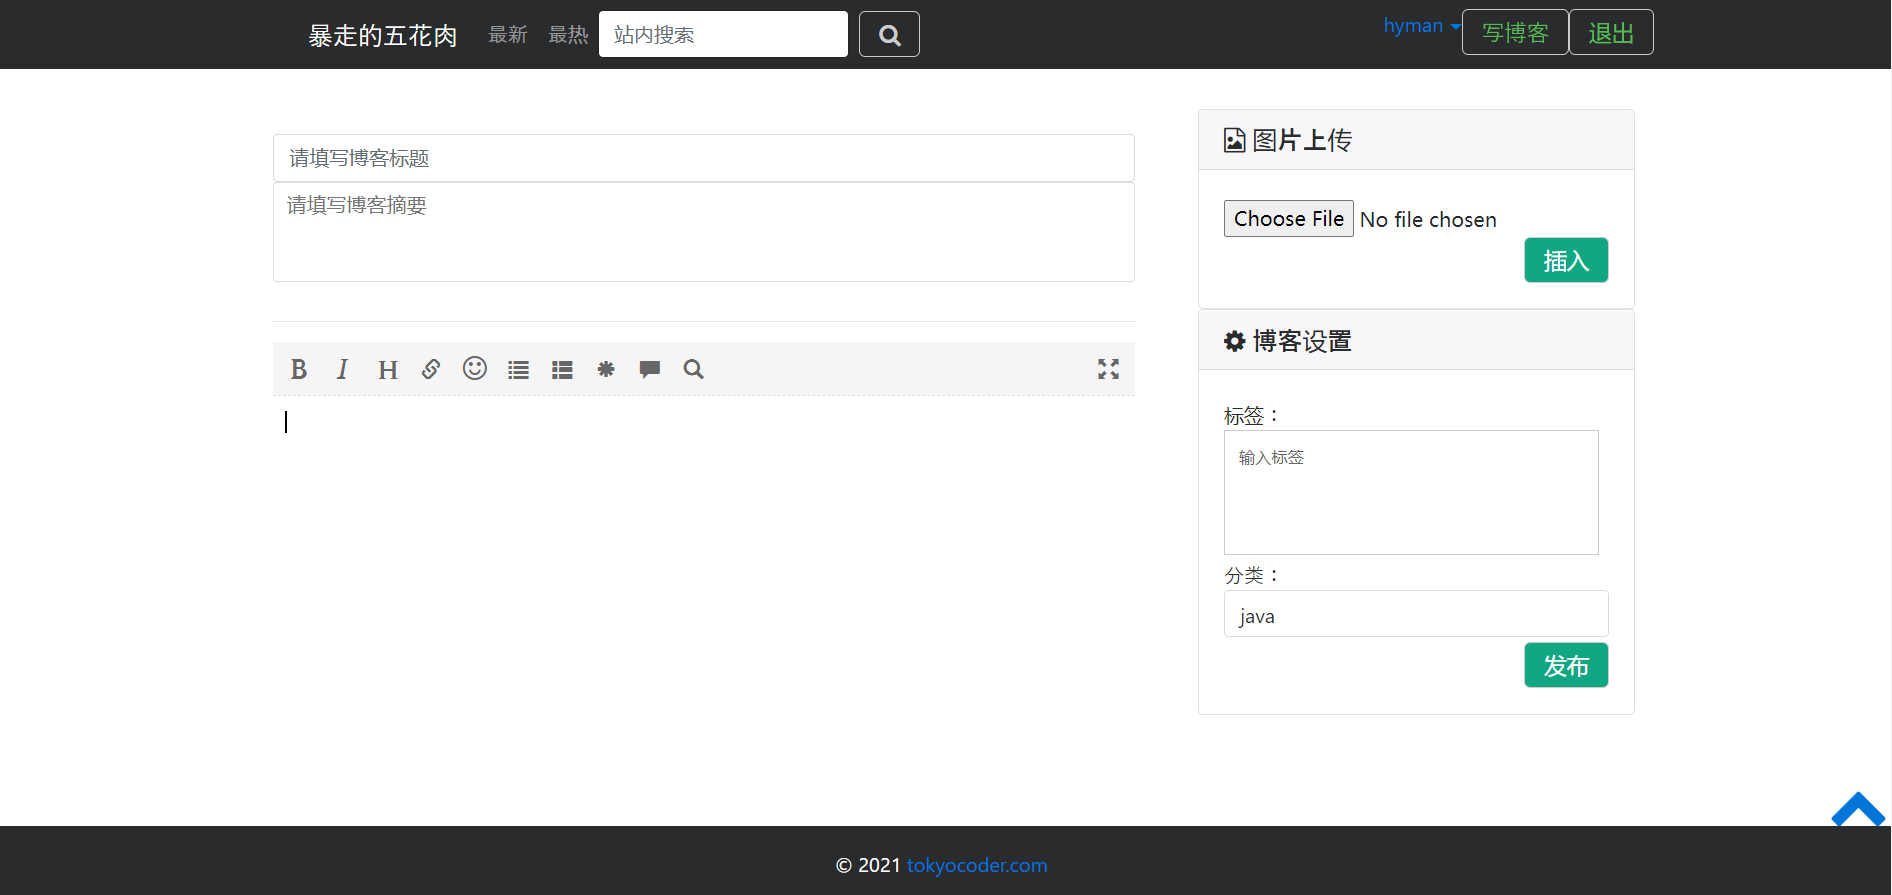 暴走的五花肉 最新 最热 站内搜索 hyman 写博客 退出
请填写博客标题
请填写博客摘要
B I H
图片上传
Choose File No file chosen
插入
博客设置
标签：
输入标签
分类：
java
发布
© 2021 tokyocoder.com